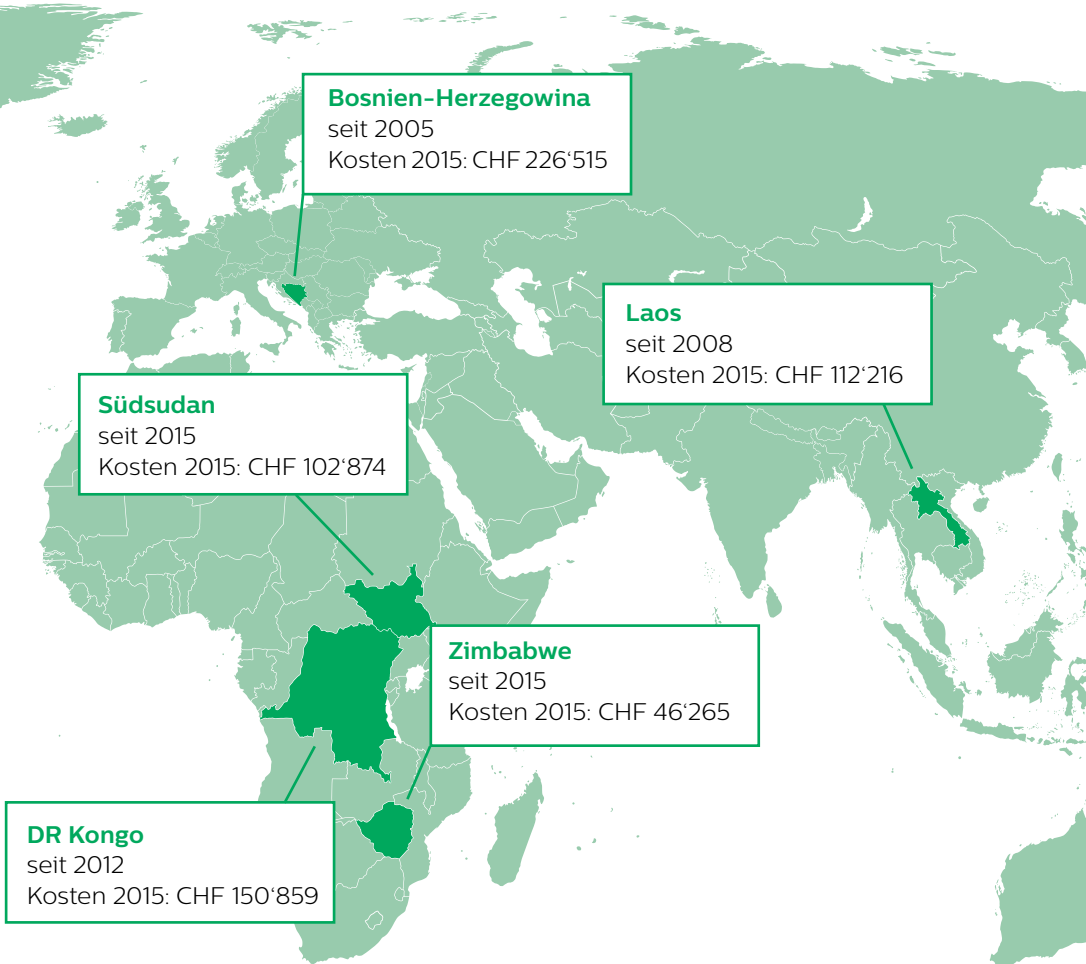 Bosnien-Herzegowina
seit 2005
Kosten 2015: CHF 226‘515
Laos
seit 2008
Kosten 2015: CHF 112‘216
Südsudan
seit 2015
Kosten 2015: CHF 102‘874
Zimbabwe
seit 2015
Kosten 2015: CHF 46‘265
DR Kongo
seit 2012
Kosten 2015: CHF 150‘859